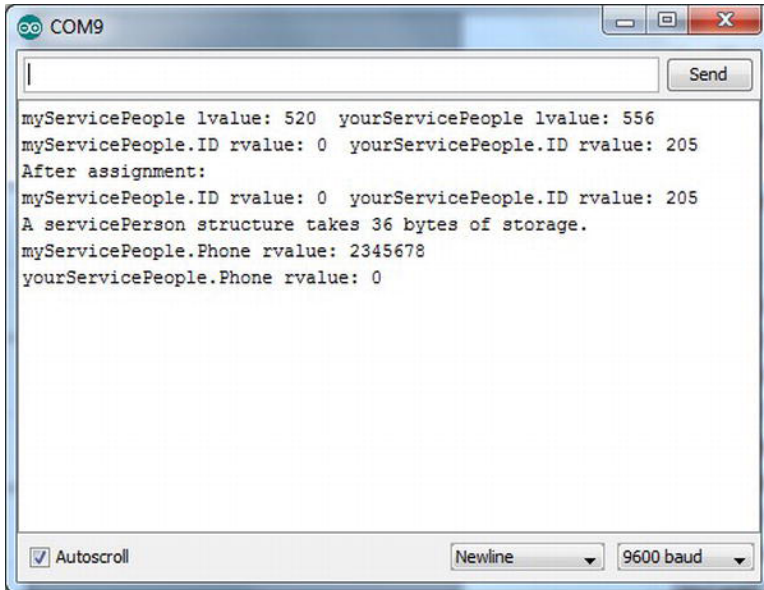 COM9
Send
myServicePeople lvalue: 520  yourServicePeople lvalue: 556
myServicePeople.ID rvalue: 0  yourServicePeople.ID rvalue: 205
After assignment:
myServicePeople.ID rvalue: 0  yourServicePeople.ID rvalue: 205
A servicePerson structure takes 36 bytes of storage.
myServicePeople.Phone rvalue: 2345678
yourServicePeople.Phone rvalue: 0
Autoscroll Newline 9600 baud